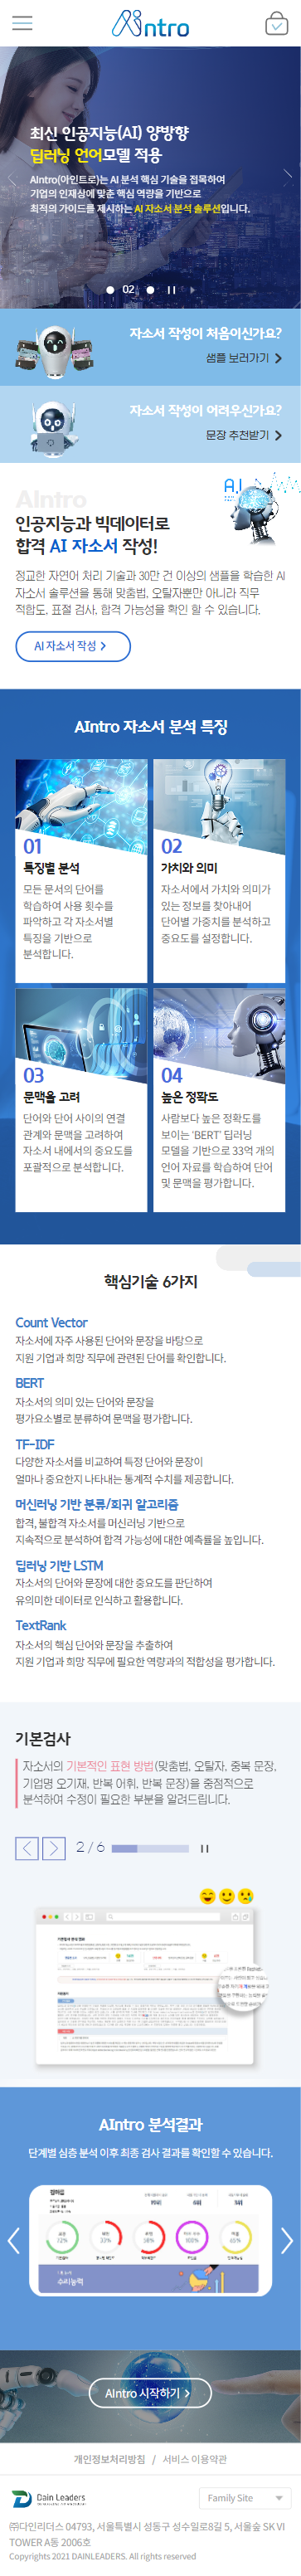 AIntro
최신 인공지능(AI) 양방향
딥러닝 언어모델 적용
AIntro(아인트로)는 AI 분석 핵심 기술을 접목하여
기업의 인재상에 맞춘 핵심 역량을 기반으로
최적의 가이드를 제시하는 AI 자소서 분석 솔루션입니다.
02
자소서 작성이 처음이신가요?
샘플 보러가기
자소서 작성이 어려우신가요?
문장 추천받기
AI
AIntro
인공지능과 빅데이터로
합격 AI 자소서 작성!
정교한 자연어 처리 기술과 30만 건 이상의 샘플을 학습한 AI
자소서 솔루션을 통해 맞춤법, 오탈자뿐만 아니라 직무
적합도, 표절 검사, 합격 가능성을 확인 할 수 있습니다.
AI 자소서 작성
AIntro 자소서 분석 특징
01
특징별 분석
모든 문서의 단어를
학습하여 사용 횟수를
파악하고 각 자소서별
특징을 기반으로
분석합니다.
02
가치와 의미
자소서에서 가치와 의미가
있는 정보를 찾아내어
단어별 가중치를 분석하고
중요도를 설정합니다.
03
문맥을 고려
단어와 단어 사이의 연결
관계와 문맥을 고려하여
자소서 내에서의 중요도를
포괄적으로 분석합니다.
04
높은 정확도
사람보다 높은 정확도를
보이는 'BERT' 딥러닝
모델을 기반으로 33억 개의
언어 자료를 학습하여 단어
및 문맥을 평가합니다.
핵심기술 6가지
Count Vector
자소서에 자주 사용된 단어와 문장을 바탕으로
지원 기업과 희망 직무에 관련된 단어를 확인합니다.
BERT
자소서의 의미 있는 단어와 문장을
평가요소별로 분류하여 문맥을 평가합니다.
TF-IDF
다양한 자소서를 비교하여 특정 단어와 문장이
얼마나 중요한지 나타내는 통계적 수치를 제공합니다.
머신러닝 기반 분류/회귀 알고리즘
합격, 불합격 자소서를 머신러닝 기반으로
지속적으로 분석하여 합격 가능성에 대한 예측률을 높입니다.
딥러닝 기반 LSTM
자소서의 단어와 문장에 대한 중요도를 판단하여
유의미한 데이터로 인식하고 활용합니다.
TextRank
자소서의 핵심 단어와 문장을 추출하여
지원 기업과 희망 직무에 필요한 역량과의 적합성을 평가합니다.
기본검사
자소서의 기본적인 표현 방법(맞춤법, 오탈자, 중복 문장,
기업명 오기재, 반복 어휘, 반복 문장)을 중점적으로
분석하여 수정이 필요한 부분을 알려드립니다.
2 / 6
AIntro 분석결과
단계별 심층 분석 이후 최종 검사 결과를 확인할 수 있습니다.
72% 33% 58% 100% 65%
수리능력
AIntro 시작하기
개인정보처리방침 / 서비스 이용약관
Dain Leaders
Family Site
㈜다인리더스 04793, 서울특별시 성동구 성수일로8길 5, 서울숲 SK VI
TOWER A동 2006호
Copyrights 2021 DAINLEADERS. All rights reserved